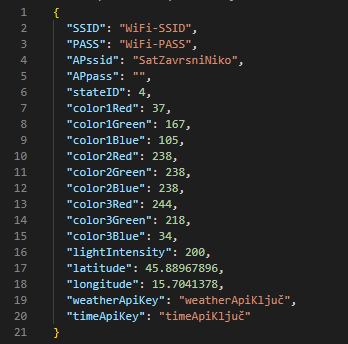 1 {
2 "SSID": "WiFi-SSID",
3 "PASS": "WiFi-PASS",
4 "APssid": "SatZavrsniNiko",
5 "APpass": "",
6 "stateID": 4,
7 "color1Red": 37,
8 "color1Green": 167,
9 "color1Blue": 105,
10 "color2Red": 238,
11 "color2Green": 238,
12 "color2Blue": 238,
13 "color3Red": 244,
14 "color3Green": 218,
15 "color3Blue": 34,
16 "lightIntensity": 200,
17 "latitude": 45.88967896,
18 "longitude": 15.7041378,
19 "weatherApiKey": "weatherApiKljuč",
20 "timeApiKey": "timeApiKljuč"
21 }